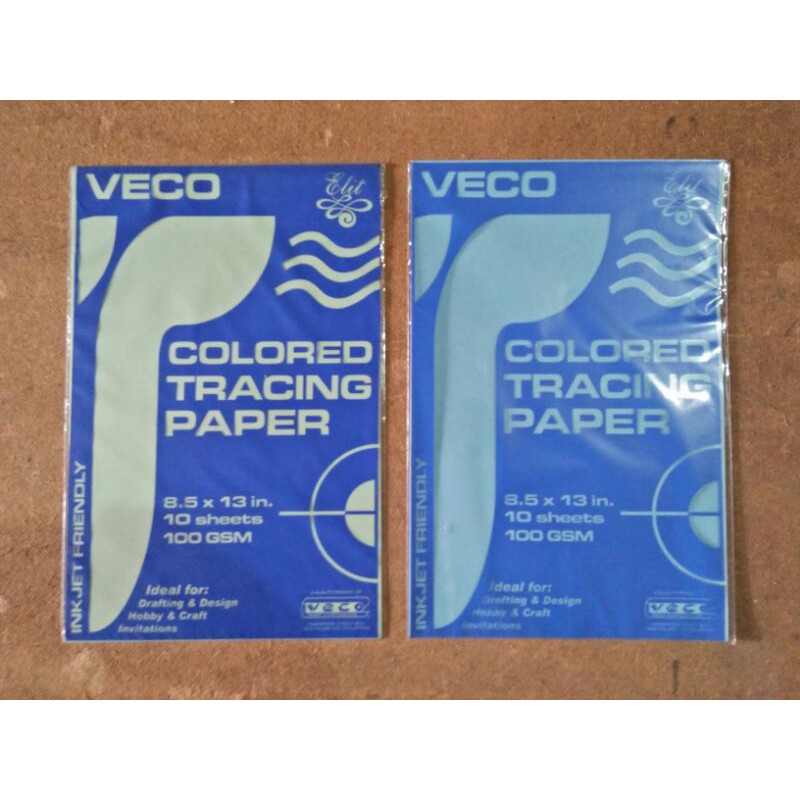 VECO
Elit
COLORED
TRACING
PAPER
8.5 x 13 in.
10 sheets
100 GSM
INKJET FRIENDLY
Ideal for:
Drafting & Design
Hobby & Craft
Invitations
VECO
VECO
Elit
COLORED
TRACING
PAPER
8.5 x 13 in.
10 sheets
100 GSM
INKJET FRIENDLY
Ideal for:
Drafting & Design
Hobby & Craft
Invitations
VECO